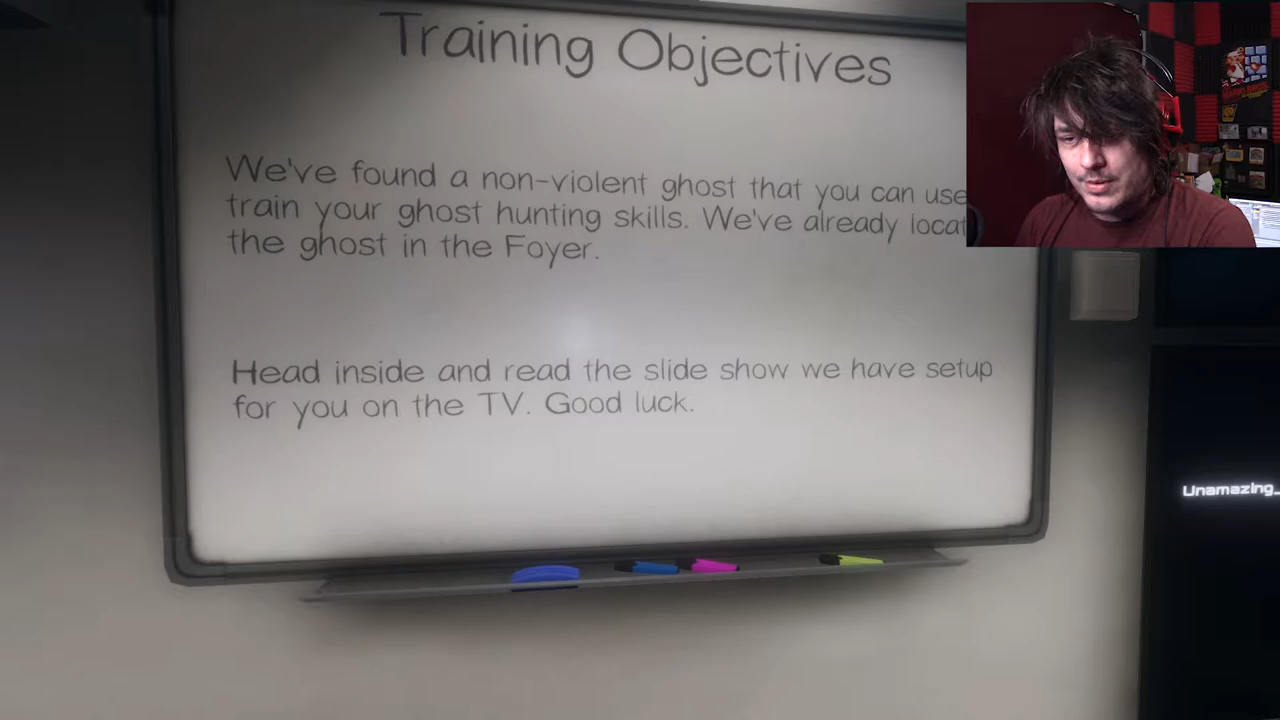 Training Objectives
We've found a non-violent ghost that you can use
train your ghost hunting skills. We've already locat
the ghost in the Foyer.
Head inside and read the slide show we have setup
for you on the TV. Good luck.
Unamazing_